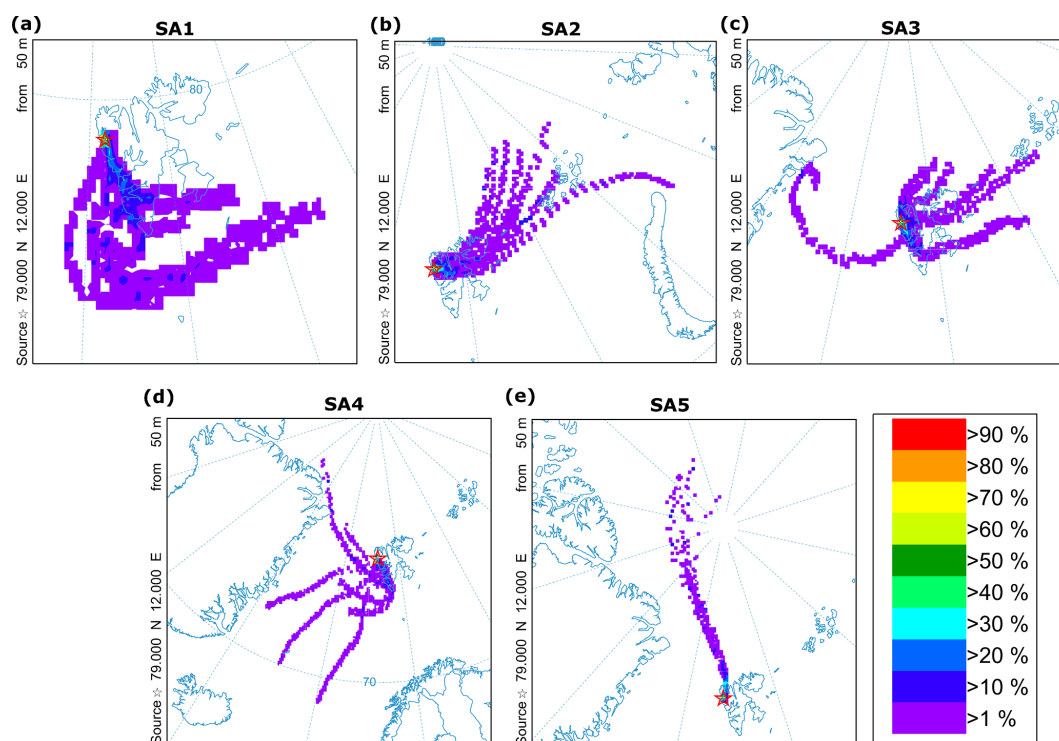 (a)
SA1
Source ☆ 79.000 N 12.000 E from 50 m
80
(b)
SA2
Source ☆ 79.000 N 12.000 E from 50 m
(c)
SA3
Source ☆ 79.000 N 12.000 E from 50 m
(d)
SA4
Source ☆ 79.000 N 12.000 E from 50 m
70
(e)
SA5
Source ☆ 79.000 N 12.000 E from 50 m
>90 %
>80 %
>70 %
>60 %
>50 %
>40 %
>30 %
>20 %
>10 %
>1 %